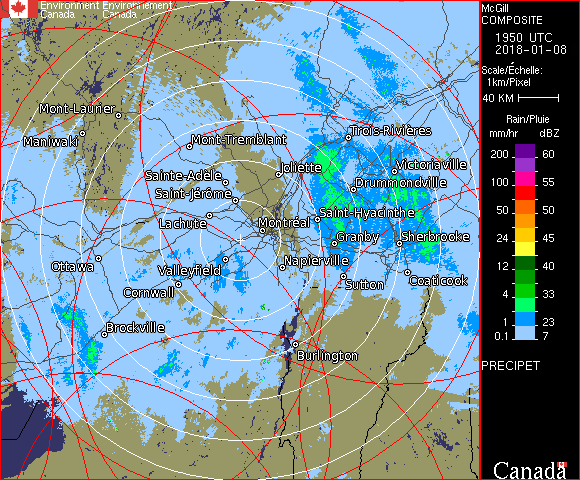 Environment Environnement
Canada Canada
Mont-Laurier
Maniwaki
Mont-Tremblant
Trois-Rivières
Joliette
Victoriaville
Sainte-Adèle
Drummondville
Saint-Jérôme
Saint-Hyacinthe
Lachute
Montréal
Granby
Sherbrooke
Ottawa
Valleyfield
Napierville
Cornwall
Sutton
Coaticook
Brockville
Burlington
McGill
COMPOSITE
1950 UTC
2018-01-08
Scale/Échelle:
1km/Pixel
40 KM
Rain/Pluie
mm/hr dBZ
200 60
100 55
50 50
24 45
12 40
4 33
1 23
0.1 7
PRECIPET
Canada